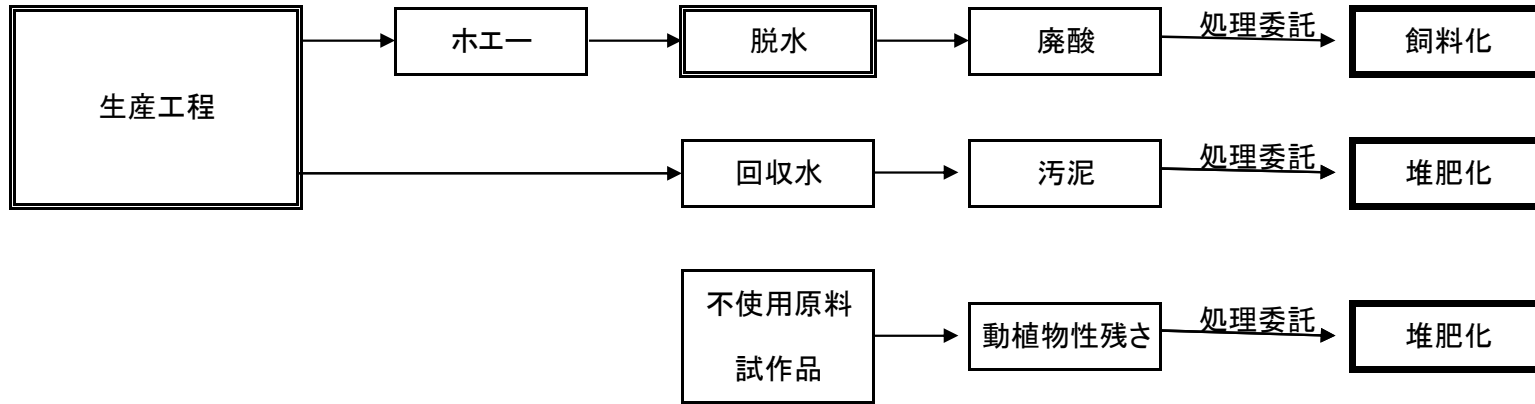 生産工程
ホエー
脱水
廃酸
処理委託
飼料化
回収水
汚泥
処理委託
堆肥化
不使用原料
試作品
動植物性残さ
処理委託
堆肥化